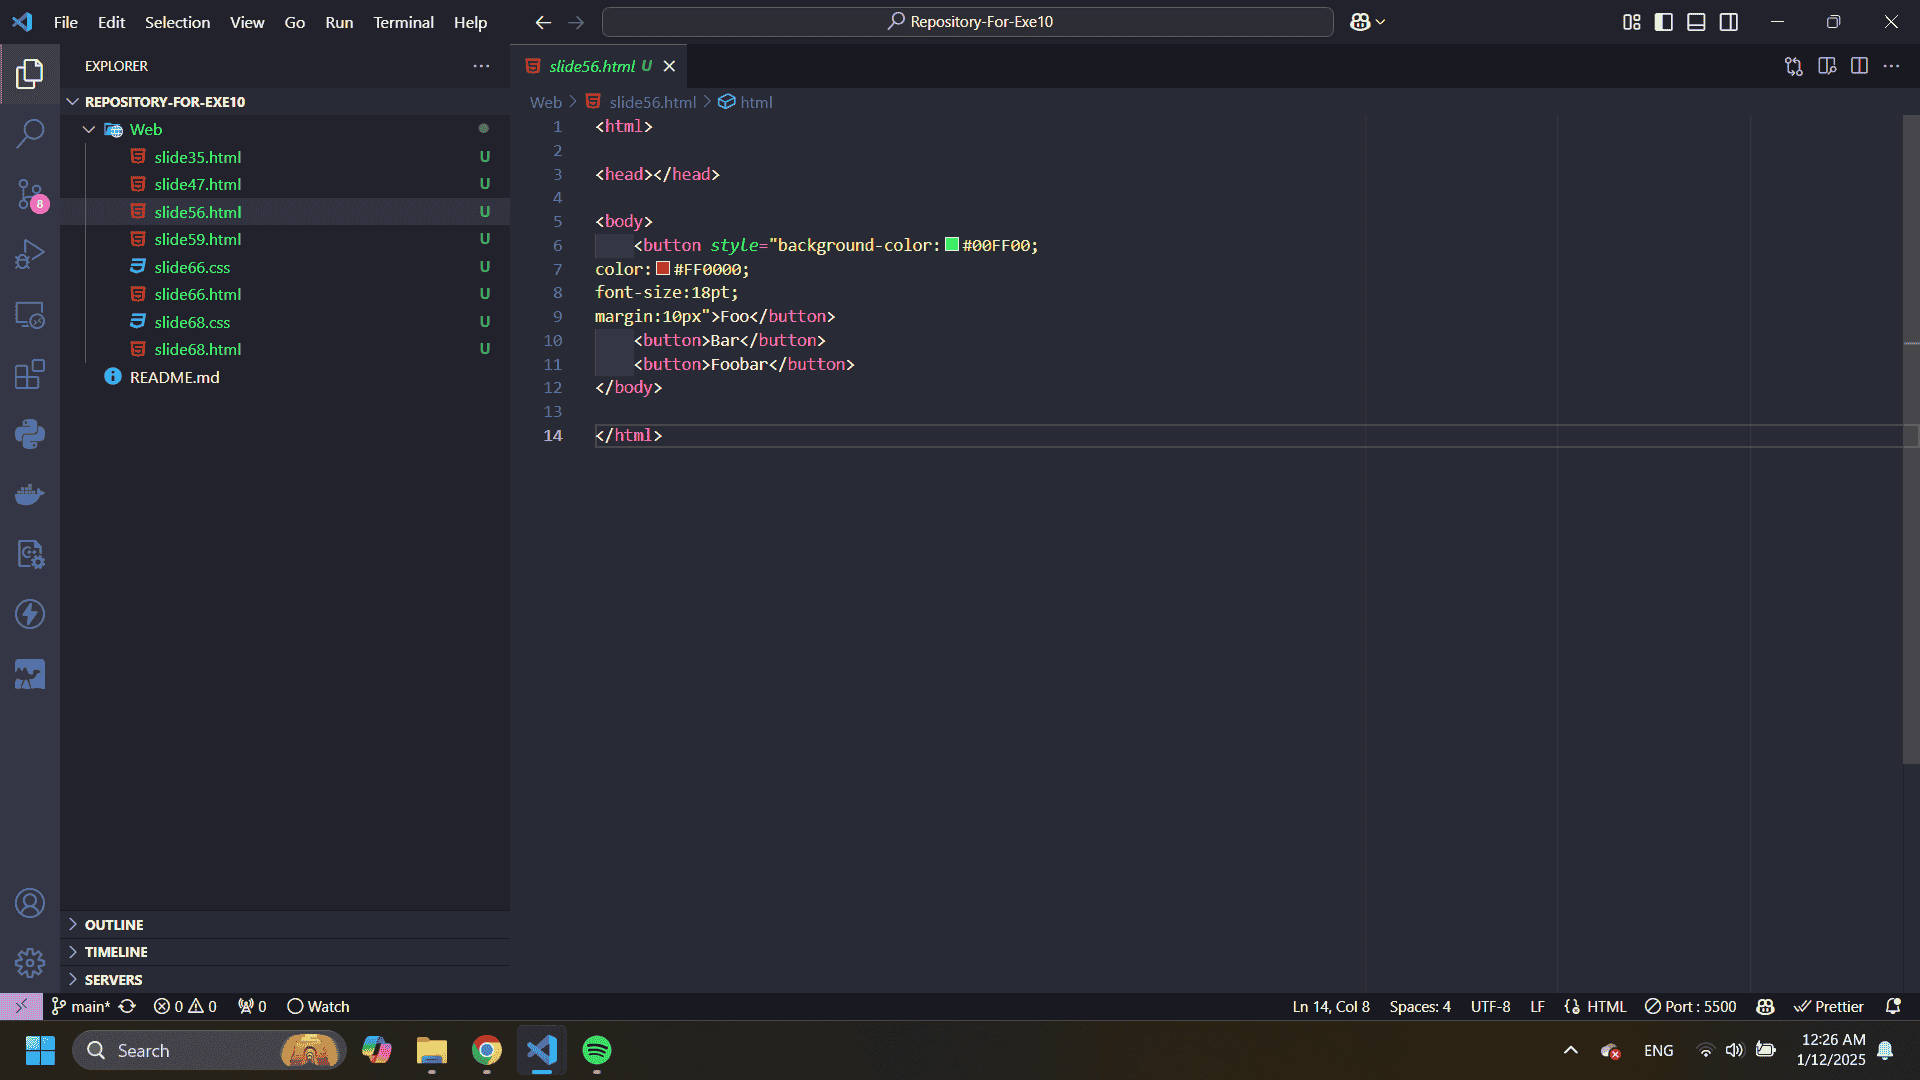 File Edit Selection View Go Run Terminal Help
Repository-For-Exe10
EXPLORER
REPOSITORY-FOR-EXE10
Web
slide35.html U
slide47.html U
slide56.html U
slide59.html U
slide66.css U
slide66.html U
slide68.css U
slide68.html U
README.md
8
OUTLINE
TIMELINE
SERVERS
slide56.html U
Web > slide56.html > html
1 <html>
2
3 <head></head>
4
5 <body>
6 <button style="background-color:#00FF00;
7 color:#FF0000;
8 font-size:18pt;
9 margin:10px">Foo</button>
10 <button>Bar</button>
11 <button>Foobar</button>
12 </body>
13
14 </html>
main* 0 0 0 Watch
Ln 14, Col 8 Spaces: 4 UTF-8 LF {} HTML Port : 5500 Prettier
Search
ENG
12:26 AM
1/12/2025